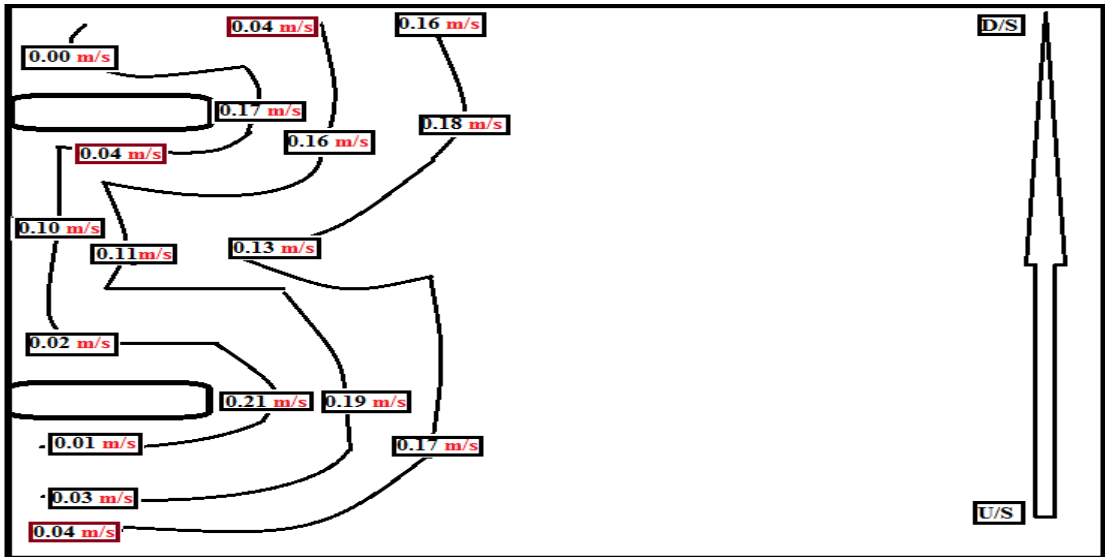 0.04 m/s
0.16 m/s
D/S
0.00 m/s
0.17 m/s
0.18 m/s
0.16 m/s
0.04 m/s
0.10 m/s
0.11m/s
0.13 m/s
0.02 m/s
0.21 m/s
0.19 m/s
0.01 m/s
0.17 m/s
0.03 m/s
U/S
0.04 m/s